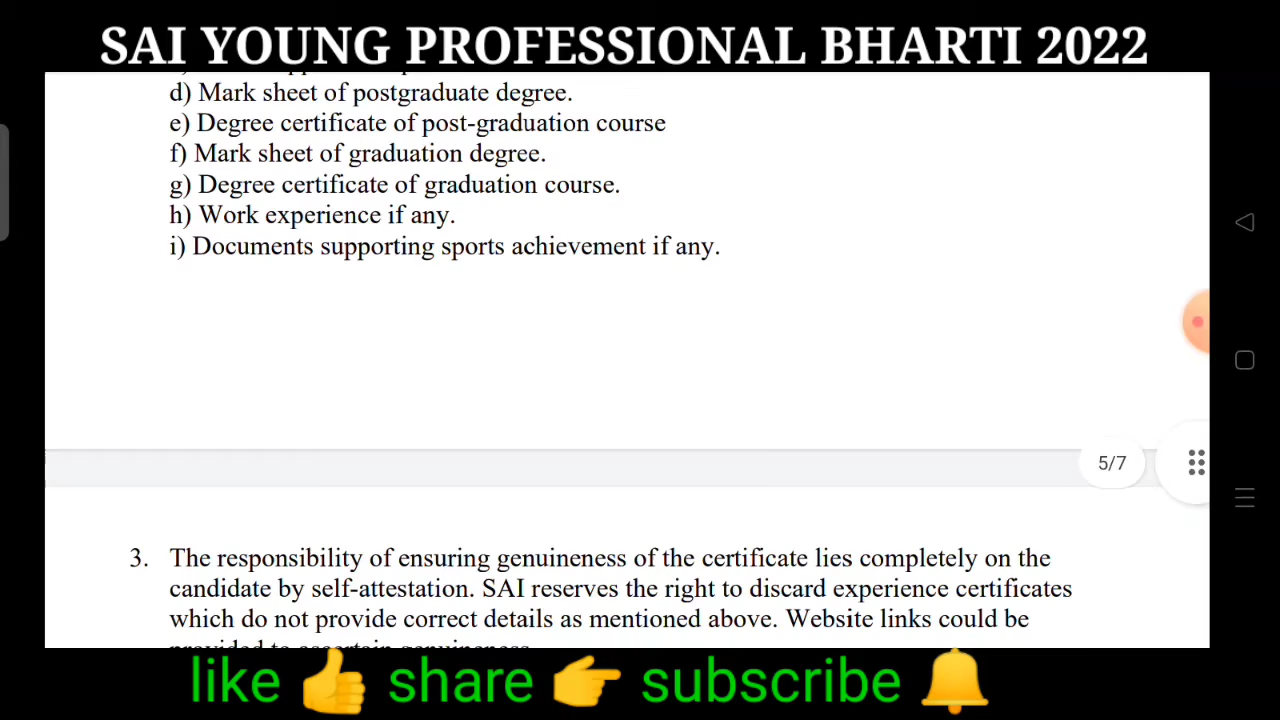 SAI YOUNG PROFESSIONAL BHARTI 2022
d) Mark sheet of postgraduate degree.
e) Degree certificate of post-graduation course
f) Mark sheet of graduation degree.
g) Degree certificate of graduation course.
h) Work experience if any.
i) Documents supporting sports achievement if any.
5/7
3. The responsibility of ensuring genuineness of the certificate lies completely on the
candidate by self-attestation. SAI reserves the right to discard experience certificates
which do not provide correct details as mentioned above. Website links could be
provided to ascertain genuineness.
like 👍 share 👉 subscribe 🔔